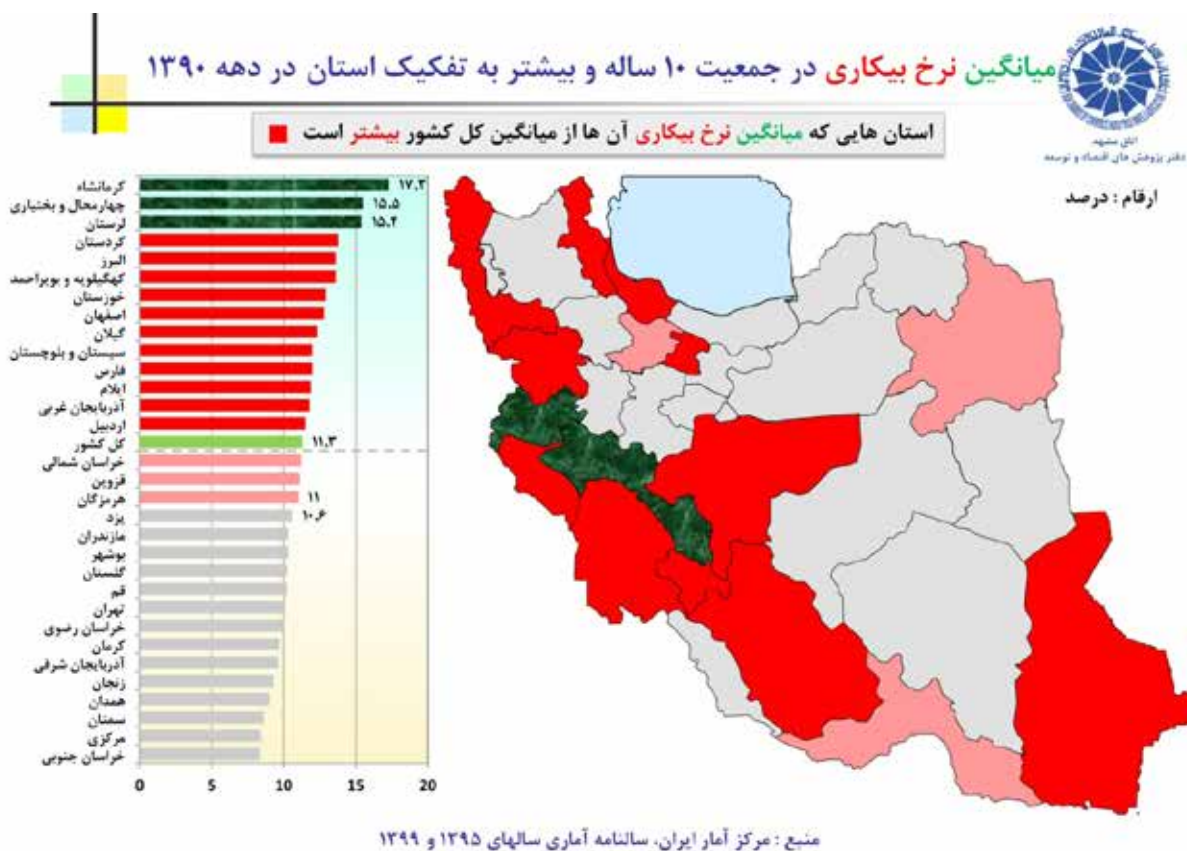 میانگین نرخ بیکاری در جمعیت ۱۰ ساله و بیشتر به تفکیک استان در دهه ۱۳۹۰
استان هایی که میانگین نرخ بیکاری آن ها از میانگین کل کشور بیشتر است
اتاق مشهد
دفتر پژوهش های اقتصاد و توسعه
ارقام : درصد
کرمانشاه ۱۷.۳
چهارمحال و بختیاری ۱۵.۵
لرستان ۱۵.۴
کردستان
البرز
کهگیلویه و بویراحمد
خوزستان
اصفهان
گیلان
سیستان و بلوچستان
فارس
ایلام
آذربایجان غربی
اردبیل
کل کشور ۱۱.۳
خراسان شمالی
قزوین
هرمزگان ۱۱
یزد ۱۰.۶
مازندران
بوشهر
گلستان
قم
تهران
خراسان رضوی
کرمان
آذربایجان شرقی
زنجان
همدان
سمنان
مرکزی
خراسان جنوبی
0 5 10 15 20
منبع : مرکز آمار ایران، سالنامه آماری سالهای ۱۳۹۵ و ۱۳۹۹